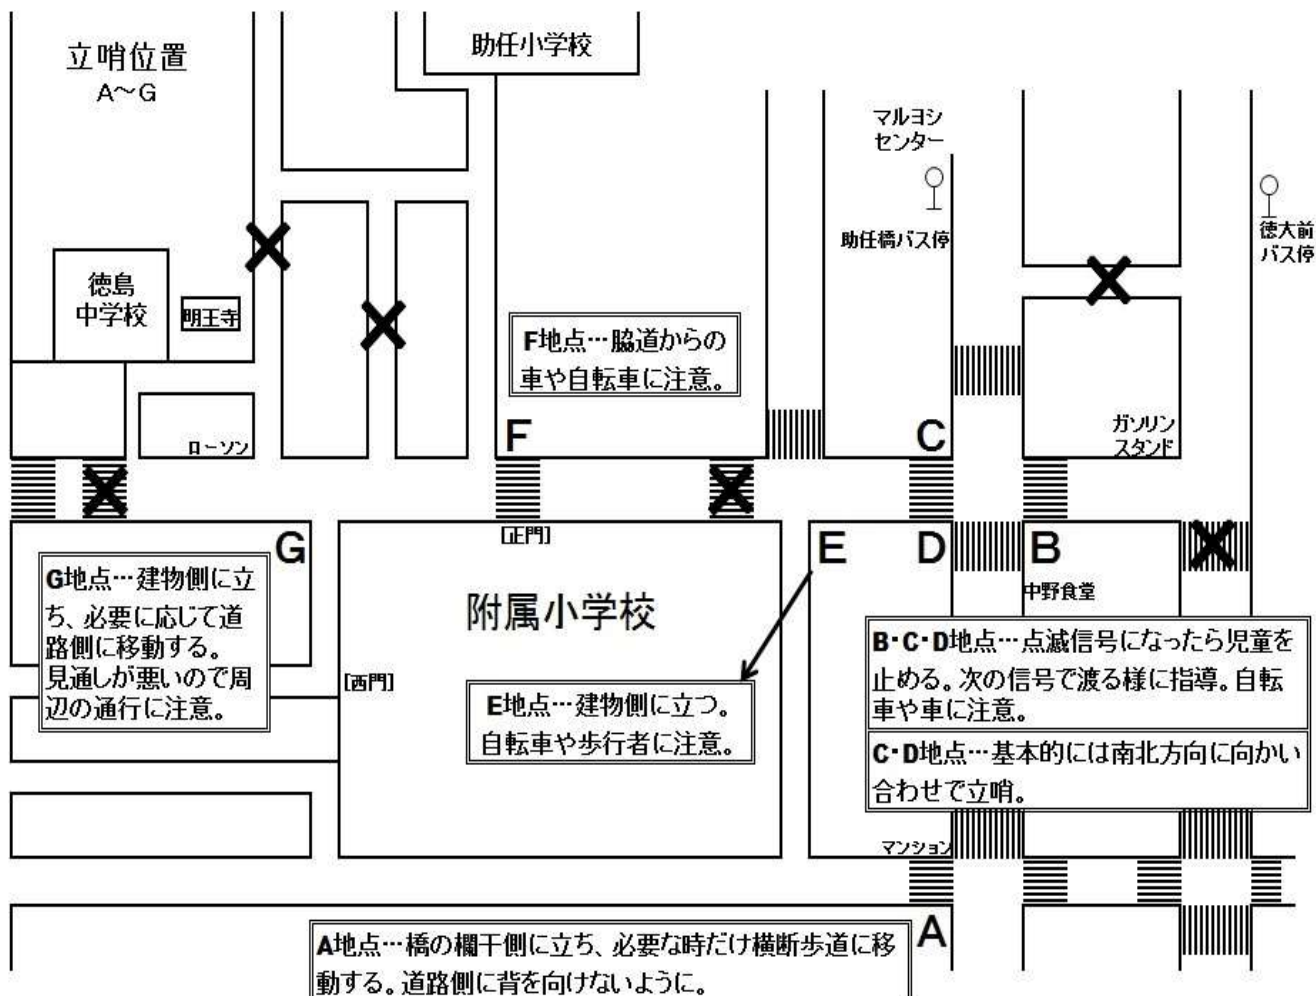 立哨位置
A～G
助任小学校
マルヨシ
センター
助任橋バス停
徳大前
バス停
徳島
中学校
明王寺
F地点…脇道からの
車や自転車に注意。
ローソン
F
C
ガソリン
スタンド
G
[正門]
E
D
B
中野食堂
附属小学校
G地点…建物側に立
ち、必要に応じて道
路側に移動する。
見通しが悪いので周
辺の通行に注意。
[西門]
E地点…建物側に立つ。
自転車や歩行者に注意。
B・C・D地点…点滅信号になったら児童を
止める。次の信号で渡る様に指導。自転
車や車に注意。
C・D地点…基本的には南北方向に向かい
合わせで立哨。
マンション
A
A地点…橋の欄干側に立ち、必要な時だけ横断歩道に移
動する。道路側に背を向けないように。